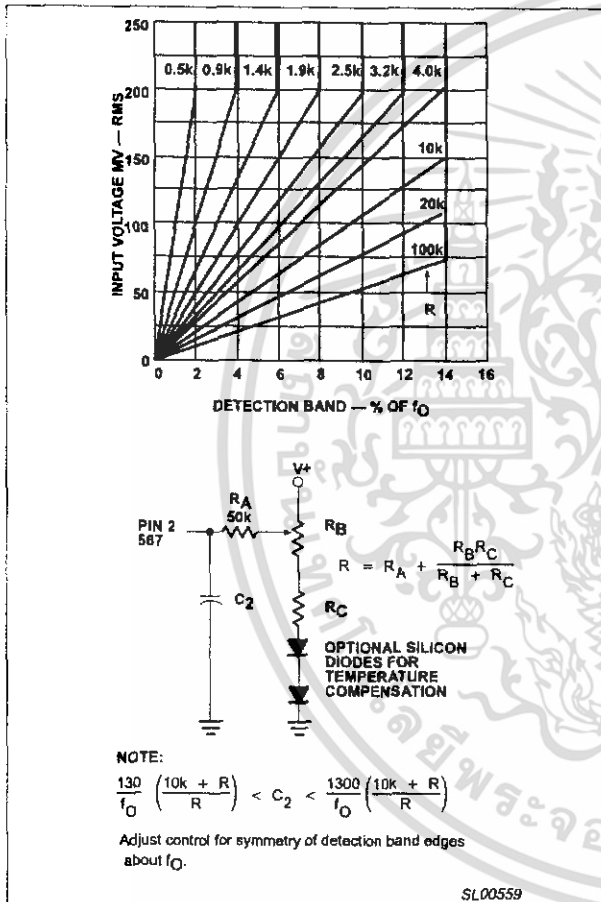 250
200
150
100
50
0
INPUT VOLTAGE MV — RMS
0.5k 0.9k 1.4k 1.9k 2.5k 3.2k 4.0k
10k
20k
100k
R
0 2 4 6 8 10 12 14 16
DETECTION BAND — % OF fO
V+
RA
50k
PIN 2
567
RB
R = RA + RBRC / RB + RC
C2
RC
OPTIONAL SILICON
DIODES FOR
TEMPERATURE
COMPENSATION
NOTE:
130/fO (10k + R / R) < C2 < 1300/fO (10k + R / R)
Adjust control for symmetry of detection band edges
about fO.
SL00559